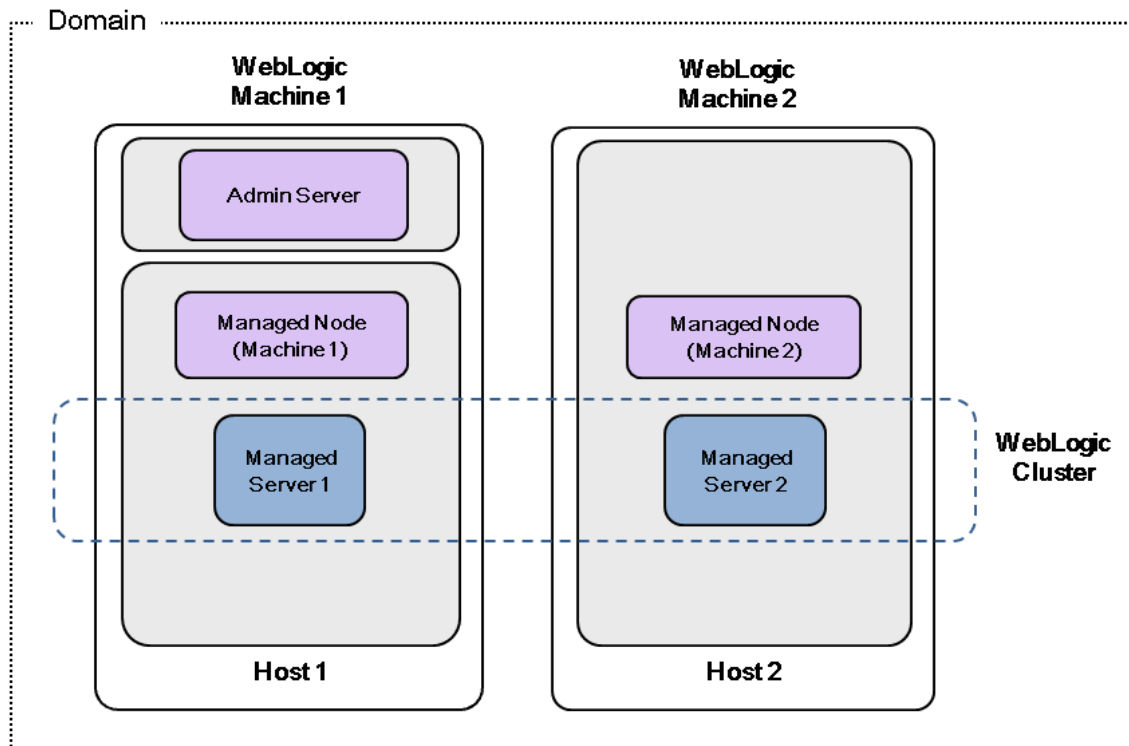 Domain
WebLogic
Machine 1
WebLogic
Machine 2
Admin Server
Managed Node
(Machine 1)
Managed Node
(Machine 2)
Managed
Server 1
Managed
Server 2
WebLogic
Cluster
Host 1
Host 2